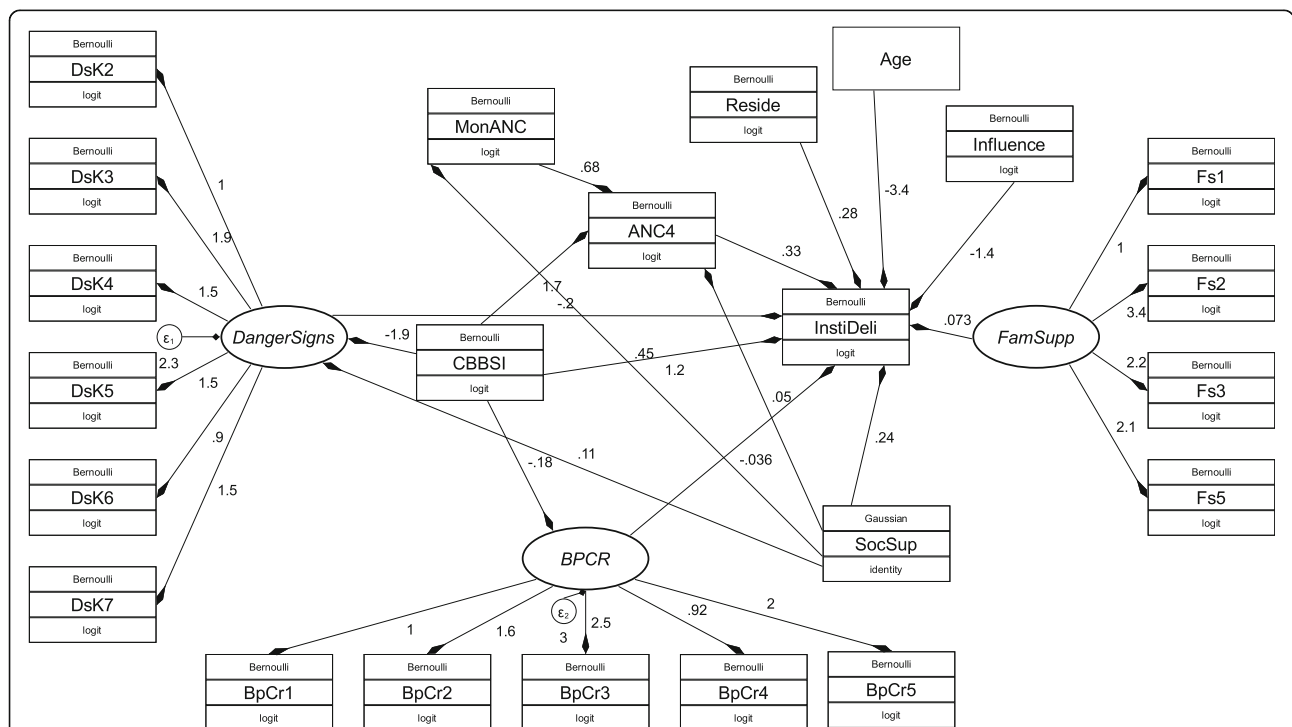 Bernoulli
DsK2
logit
Bernoulli
DsK3
logit
Bernoulli
DsK4
logit
Bernoulli
DsK5
logit
Bernoulli
DsK6
logit
Bernoulli
DsK7
logit
1
1.9
1.5
1.5
.9
1.5
ε1
2.3
DangerSigns
-1.9
Bernoulli
MonANC
logit
.68
Bernoulli
ANC4
logit
.33
1.7
-.2
Bernoulli
CBBSI
logit
.45
1.2
-.18
.11
-.036
.05
.24
Bernoulli
Reside
logit
.28
Age
-3.4
Bernoulli
Influence
logit
-1.4
Bernoulli
InstiDeli
logit
.073
FamSupp
1
3.4
2.2
2.1
Bernoulli
Fs1
logit
Bernoulli
Fs2
logit
Bernoulli
Fs3
logit
Bernoulli
Fs5
logit
Gaussian
SocSup
identity
BPCR
ε2
3
1
1.6
2.5
.92
2
Bernoulli
BpCr1
logit
Bernoulli
BpCr2
logit
Bernoulli
BpCr3
logit
Bernoulli
BpCr4
logit
Bernoulli
BpCr5
logit